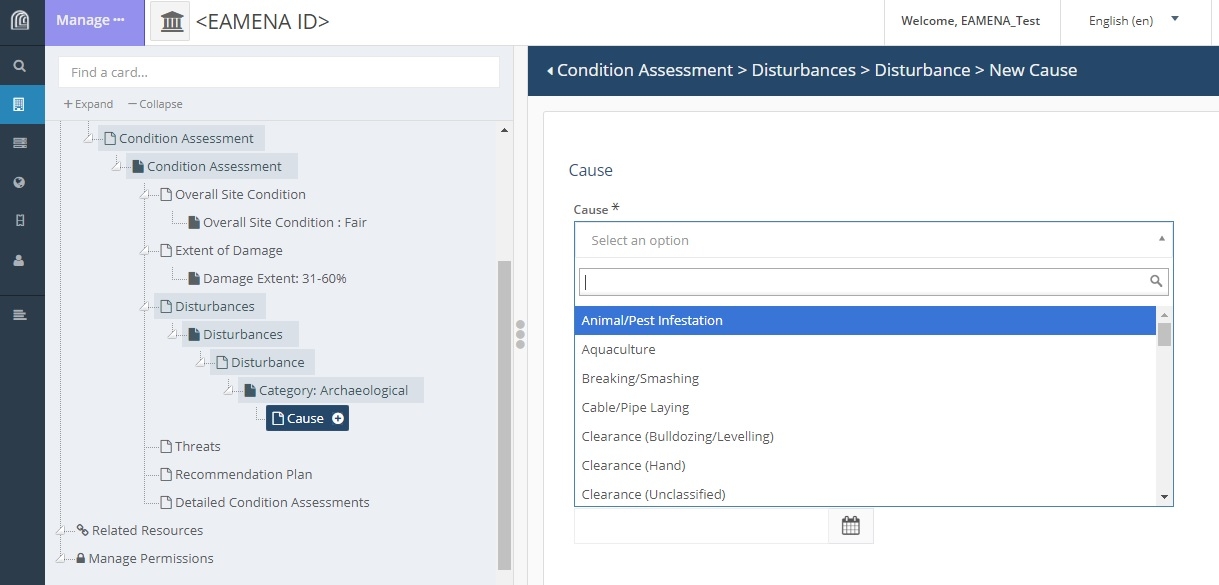 Manage
<EAMENA ID>
Welcome, EAMENA_Test
English (en)
Find a card...
+ Expand — Collapse
Condition Assessment
Condition Assessment
Overall Site Condition
Overall Site Condition : Fair
Extent of Damage
Damage Extent: 31-60%
Disturbances
Disturbances
Disturbance
Category: Archaeological
Cause
Threats
Recommendation Plan
Detailed Condition Assessments
Related Resources
Manage Permissions
Condition Assessment > Disturbances > Disturbance > New Cause
Cause
Cause *
Select an option
Animal/Pest Infestation
Aquaculture
Breaking/Smashing
Cable/Pipe Laying
Clearance (Bulldozing/Levelling)
Clearance (Hand)
Clearance (Unclassified)